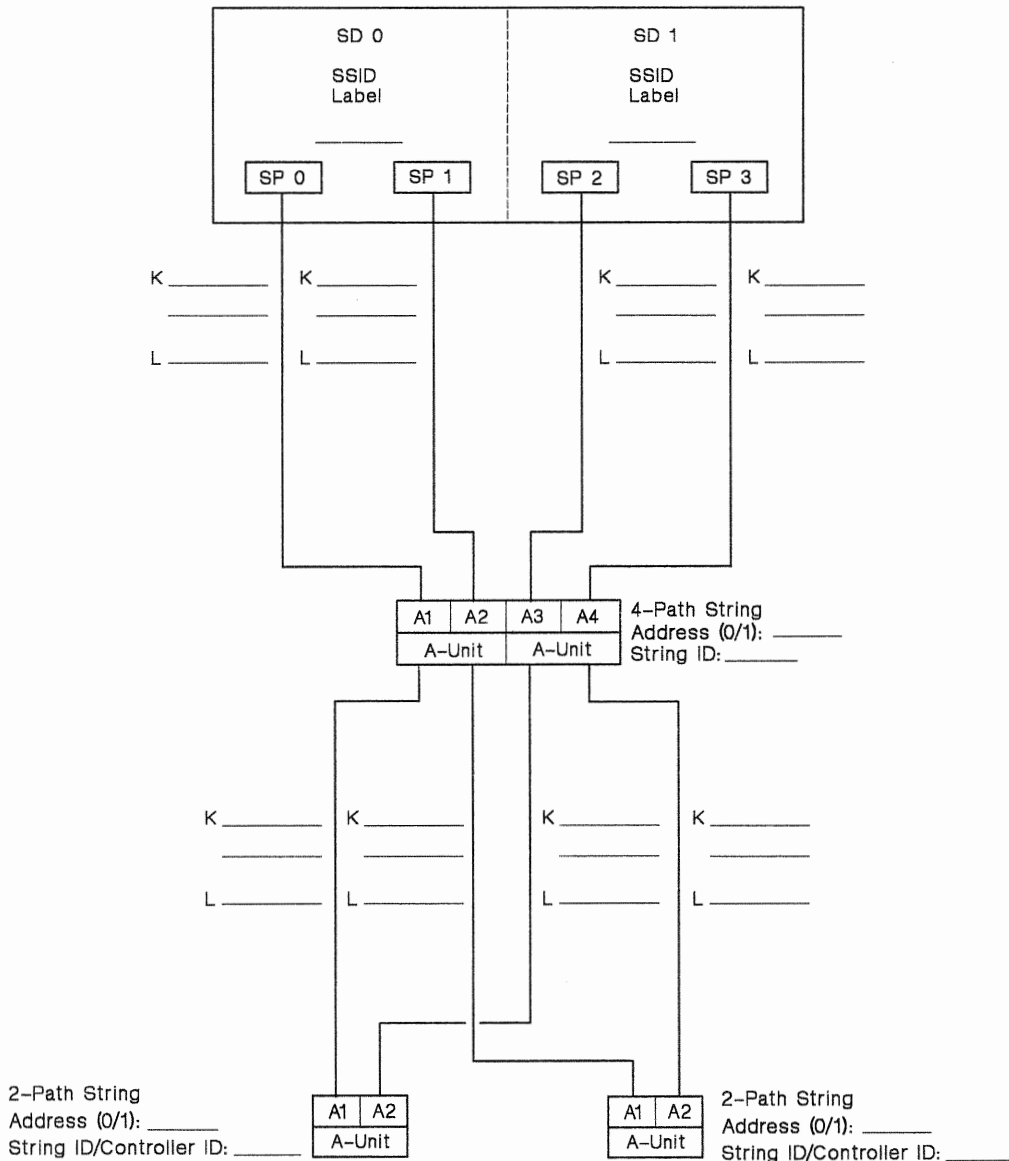 SD 0 SD 1
SSID SSID
Label Label
SP 0 SP 1 SP 2 SP 3
K K K K
L L L L
A1 A2 A3 A4
A-Unit A-Unit
4-Path String
Address (0/1):
String ID:
K K K K
L L L L
2-Path String
Address (0/1):
String ID/Controller ID:
A1 A2
A-Unit
A1 A2
A-Unit
2-Path String
Address (0/1):
String ID/Controller ID: